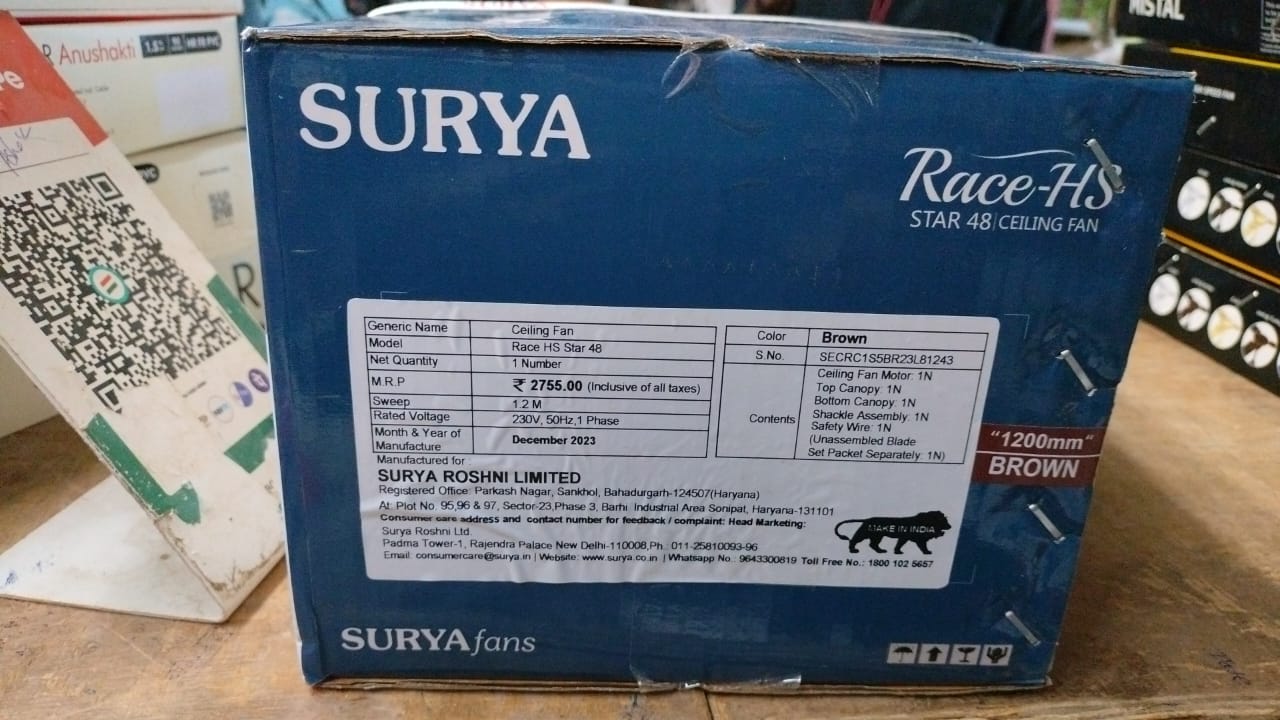 R Anushakti
MISTAL
SURYA
Race-HS
STAR 48 | CEILING FAN
Generic Name Ceiling Fan
Model Race HS Star 48
Net Quantity 1 Number
M.R.P ₹ 2755.00 (Inclusive of all taxes)
Sweep 1.2 M
Rated Voltage 230V, 50Hz,1 Phase
Month & Year of
Manufacture December 2023
Color Brown
S.No. SECRC1S5BR23L81243
Contents
Ceiling Fan Motor: 1N
Top Canopy: 1N
Bottom Canopy: 1N
Shackle Assembly: 1N
Safety Wire: 1N
(Unassembled Blade
Set Packet Separately: 1N)
"1200mm"
BROWN
Manufactured for :
SURYA ROSHNI LIMITED
Registered Office: Parkash Nagar, Sankhol, Bahadurgarh-124507(Haryana)
At: Plot No. 95,96 & 97, Sector-23,Phase 3, Barhi Industrial Area Sonipat, Haryana-131101
Consumer care address and contact number for feedback / complaint: Head Marketing:
Surya Roshni Ltd.
Padma Tower-1, Rajendra Palace New Delhi-110008,Ph.: 011-25810093-96
Email: consumercare@surya.in | Website: www.surya.co.in | Whatsapp No.: 9643300819 Toll Free No.: 1800 102 5657
MAKE IN INDIA
SURYA fans